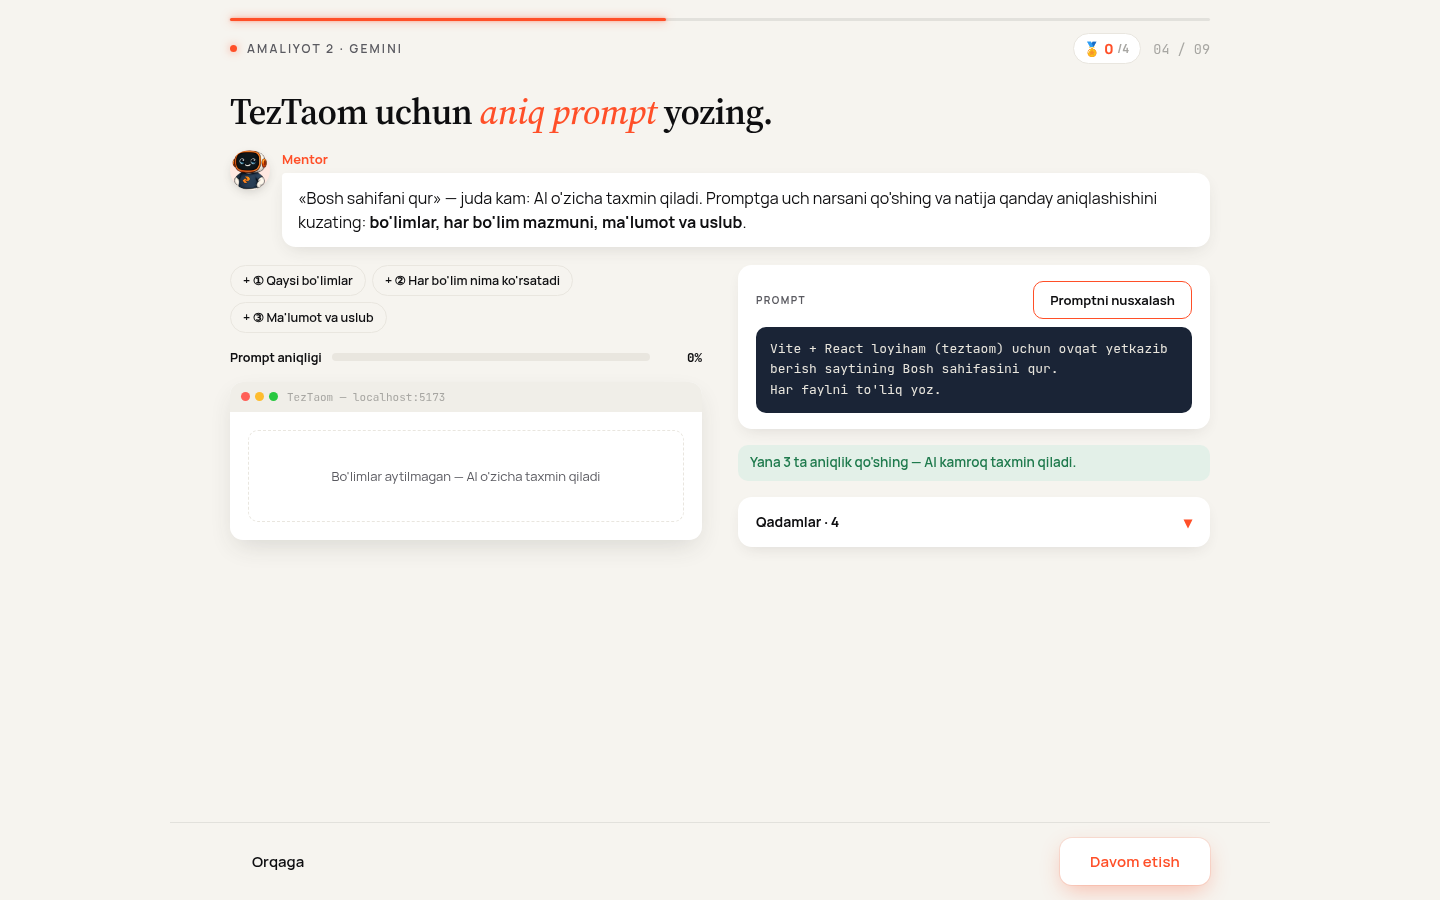 AMALIYOT 2 · GEMINI
🏅 0 /4
04 / 09
TezTaom uchun aniq prompt yozing.
Mentor
«Bosh sahifani qur» — juda kam: AI o'zicha taxmin qiladi. Promptga uch narsani qo'shing va natija qanday aniqlashishini
kuzating: bo'limlar, har bo'lim mazmuni, ma'lumot va uslub.
+ ① Qaysi bo'limlar
+ ② Har bo'lim nima ko'rsatadi
+ ③ Ma'lumot va uslub
Prompt aniqligi
0%
TezTaom — localhost:5173
Bo'limlar aytilmagan — AI o'zicha taxmin qiladi
PROMPT
Promptni nusxalash
Vite + React loyiham (teztaom) uchun ovqat yetkazib
berish saytining Bosh sahifasini qur.
Har faylni to'liq yoz.
Yana 3 ta aniqlik qo'shing — AI kamroq taxmin qiladi.
Qadamlar · 4
▼
Orqaga
Davom etish